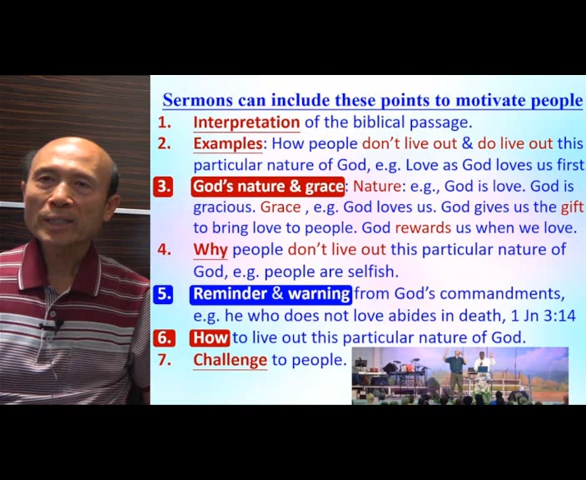 Sermons can include these points to motivate people
1. Interpretation of the biblical passage.
2. Examples: How people don't live out & do live out this
particular nature of God, e.g. Love as God loves us first
3. God's nature & grace: Nature: e.g., God is love. God is
gracious. Grace , e.g. God loves us. God gives us the gift
to bring love to people. God rewards us when we love.
4. Why people don't live out this particular nature of
God, e.g. people are selfish.
5. Reminder & warning from God's commandments,
e.g. he who does not love abides in death, 1 Jn 3:14
6. How to live out this particular nature of God.
7. Challenge to people.